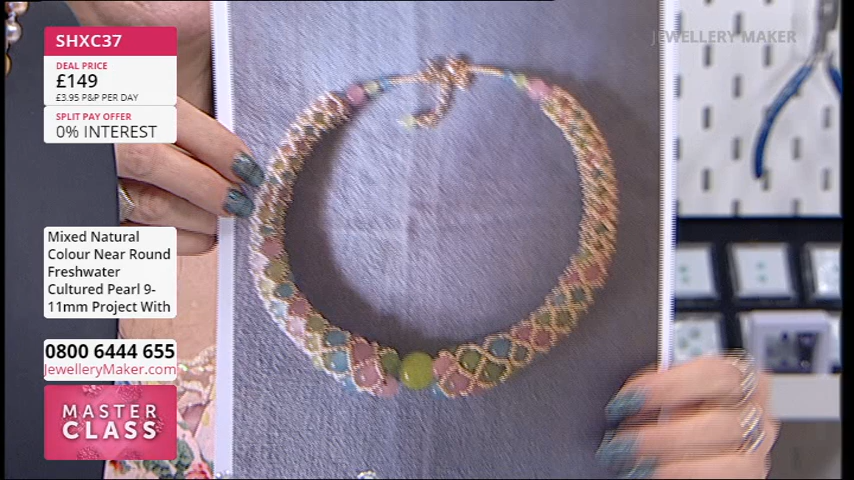 SHXC37
DEAL PRICE
£149
£3.95 P&P PER DAY
SPLIT PAY OFFER
0% INTEREST
JEWELLERY MAKER
Mixed Natural
Colour Near Round
Freshwater
Cultured Pearl 9-
11mm Project With
0800 6444 655
JewelleryMaker.com
MASTER
CLASS